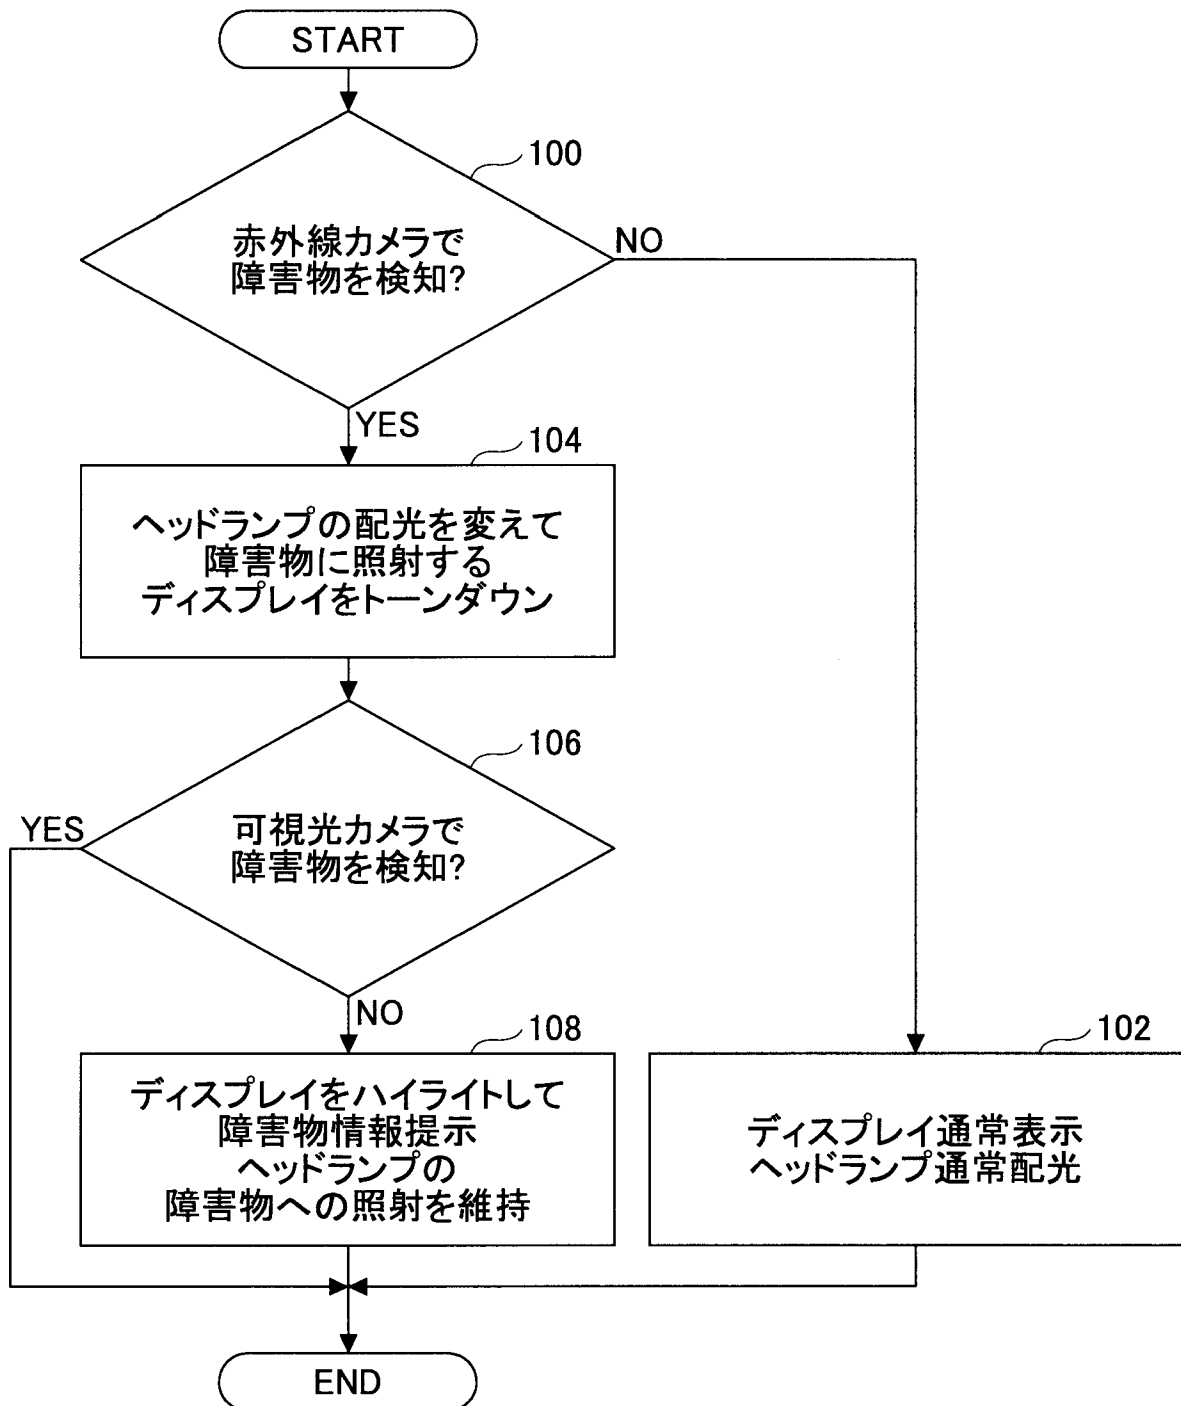 START
100
赤外線カメラで
障害物を検知?
NO
YES
104
ヘッドランプの配光を変えて
障害物に照射する
ディスプレイをトーンダウン
106
YES
可視光カメラで
障害物を検知?
NO
108
102
ディスプレイをハイライトして
障害物情報提示
ヘッドランプの
障害物への照射を維持
ディスプレイ通常表示
ヘッドランプ通常配光
END